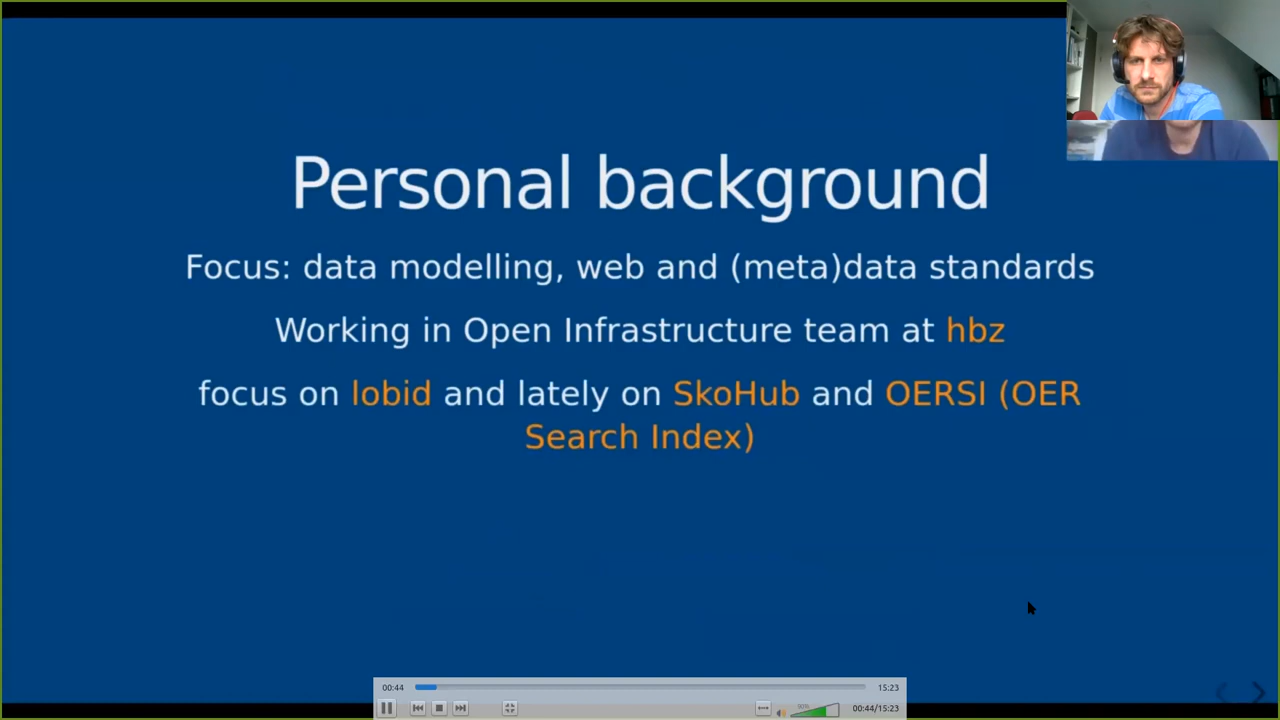 Personal background
Focus: data modelling, web and (meta)data standards
Working in Open Infrastructure team at hbz
focus on lobid and lately on SkoHub and OERSI (OER
Search Index)
00:44
15:23
90%
00:44/15:23